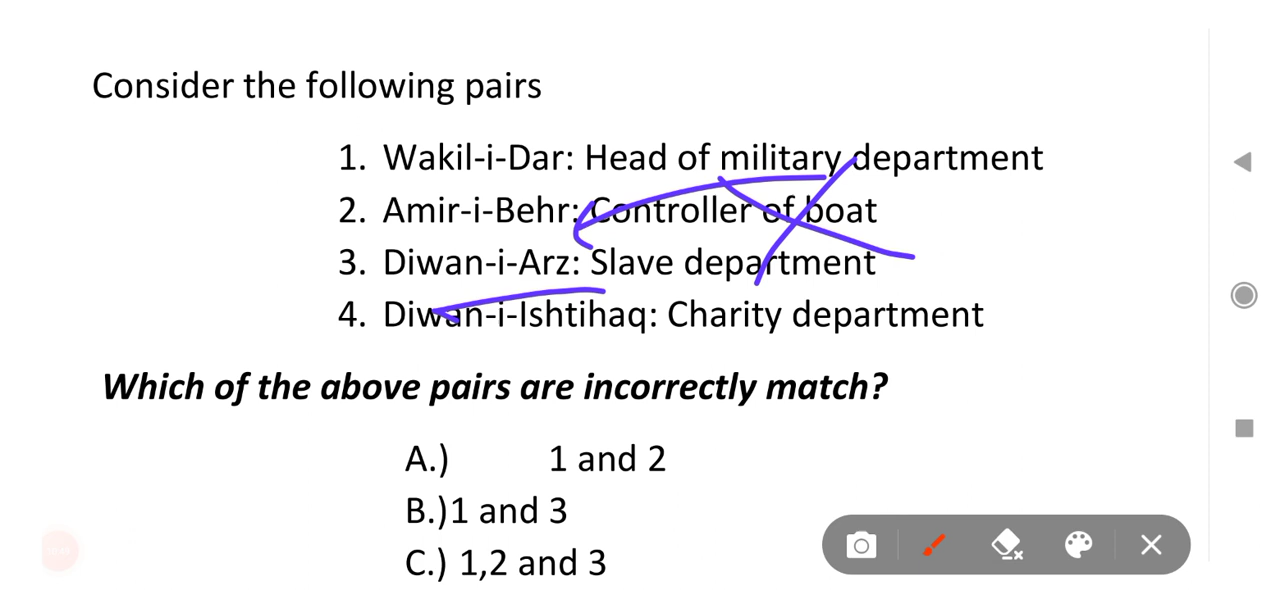 Consider the following pairs
1. Wakil-i-Dar: Head of military department
2. Amir-i-Behr: Controller of boat
3. Diwan-i-Arz: Slave department
4. Diwan-i-Ishtihaq: Charity department
Which of the above pairs are incorrectly match?
A.) 1 and 2
B.)1 and 3
C.) 1,2 and 3